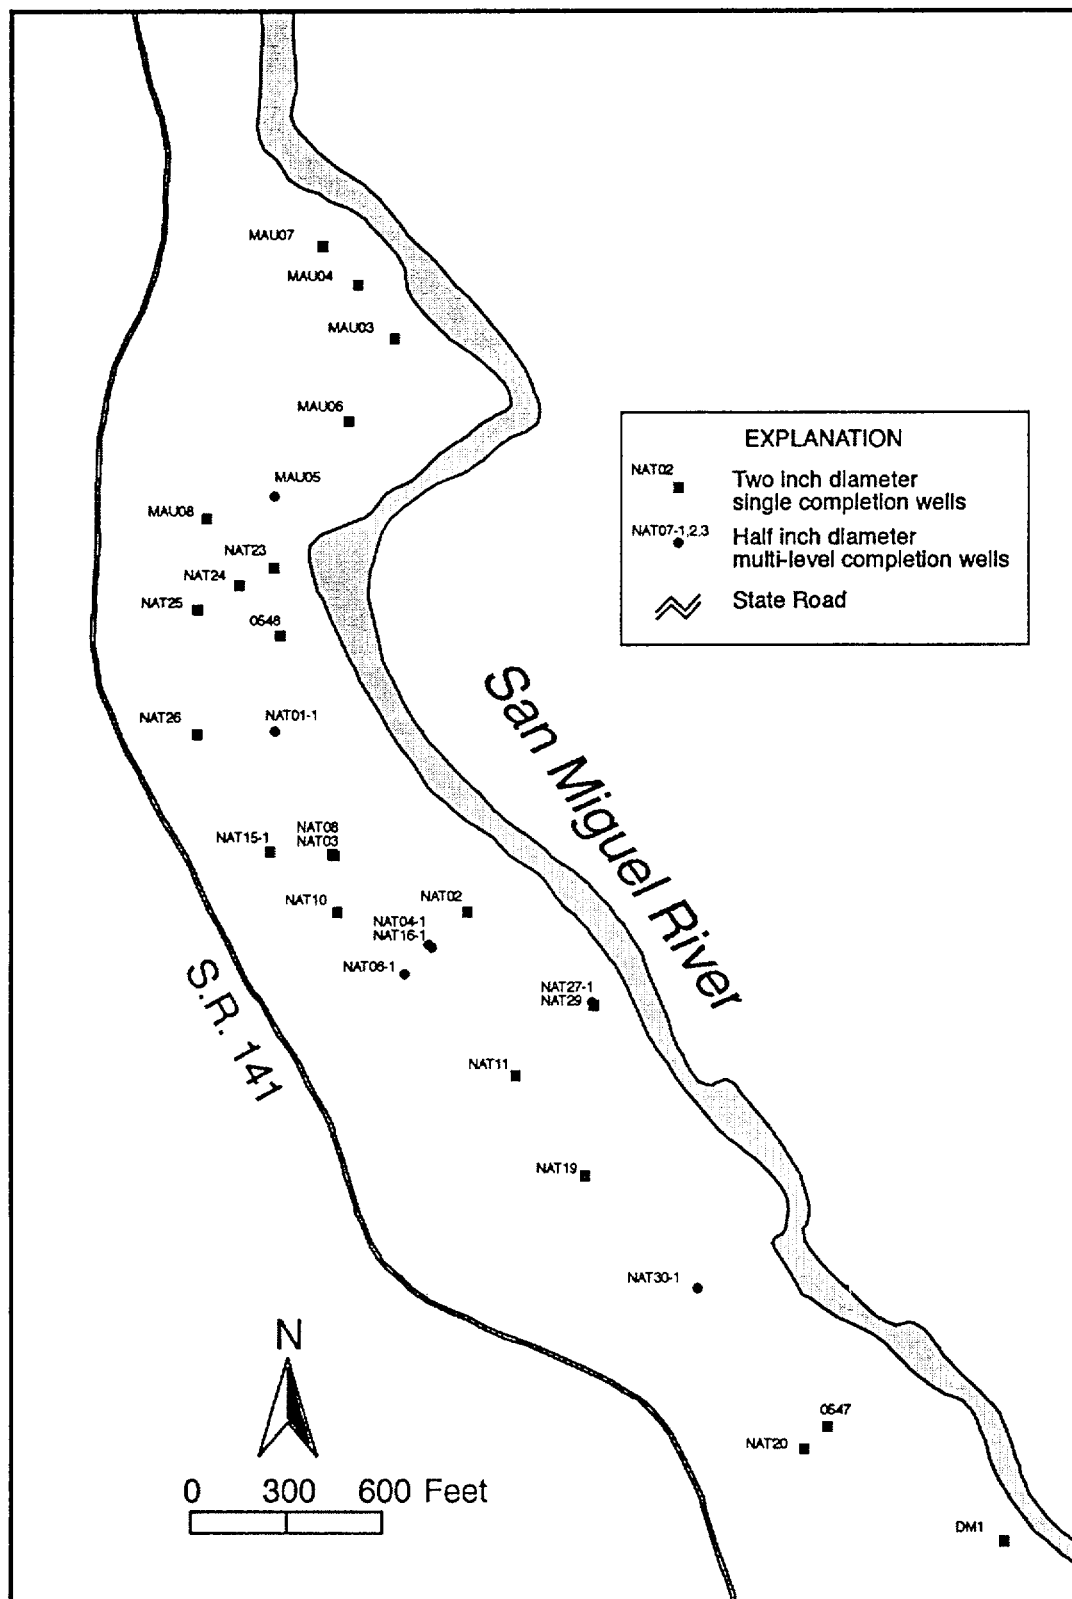 MAU07
MAU04
MAU03
MAU06
EXPLANATION
NAT02
Two inch diameter
single completion wells
NAT07-1,2,3
Half inch diameter
multi-level completion wells
State Road
MAU05
MAU08
NAT23
NAT24
NAT25
0548
San Miguel River
NAT26
NAT01-1
NAT15-1
NAT08
NAT03
NAT10
NAT02
NAT04-1
NAT16-1
NAT06-1
S.R. 141
NAT27-1
NAT29
NAT11
NAT19
NAT30-1
N
0547
NAT20
0 300 600 Feet
DM1